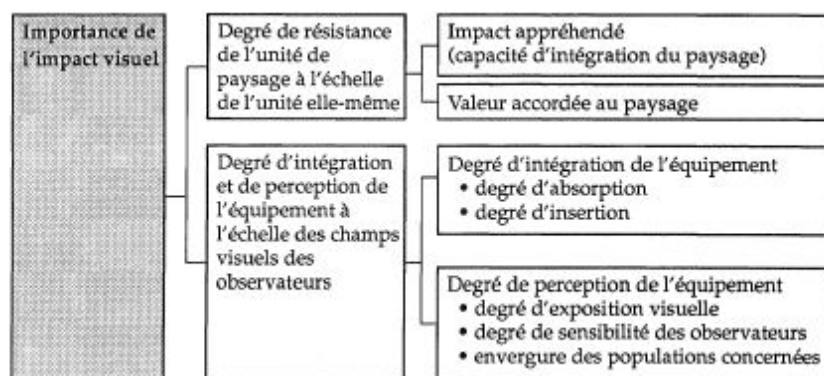 Importance de
l'impact visuel
Degré de résistance
de l'unité de
paysage à l'échelle
de l'unité elle-même
Impact appréhendé
(capacité d'intégration du paysage)
Valeur accordée au paysage
Degré d'intégration
et de perception de
l'équipement à
l'échelle des champs
visuels des
observateurs
Degré d'intégration de l'équipement
• degré d'absorption
• degré d'insertion
Degré de perception de l'équipement
• degré d'exposition visuelle
• degré de sensibilité des observateurs
• envergure des populations concernées